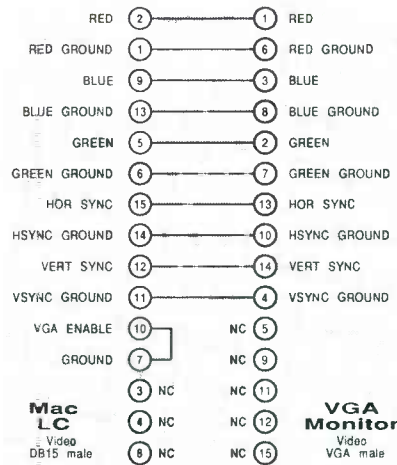 RED 2 1 RED
RED GROUND 1 6 RED GROUND
BLUE 9 3 BLUE
BLUE GROUND 13 8 BLUE GROUND
GREEN 5 2 GREEN
GREEN GROUND 6 7 GREEN GROUND
HOR SYNC 15 13 HOR SYNC
HSYNC GROUND 14 10 HSYNC GROUND
VERT SYNC 12 14 VERT SYNC
VSYNC GROUND 11 4 VSYNC GROUND
VGA ENABLE 10 NC 5
GROUND 7 NC 9
3 NC NC 11
4 NC NC 12
8 NC NC 15
Mac
LC
Video
DB15 male
VGA
Monitor
Video
VGA male